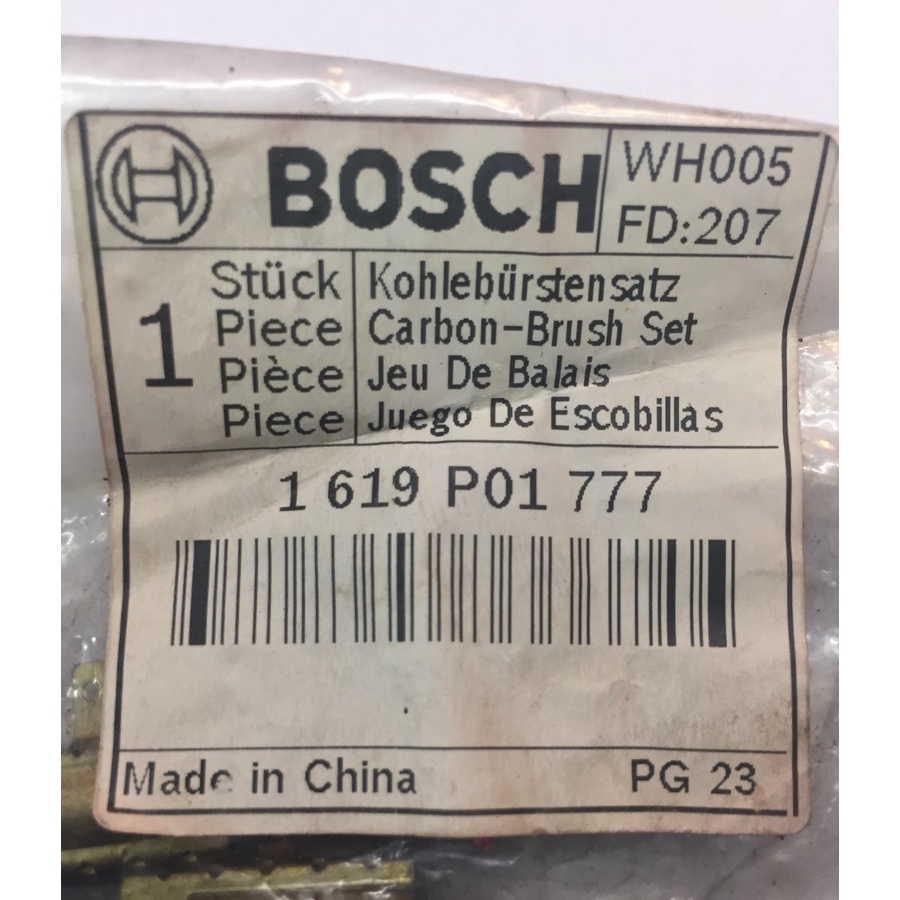 BOSCH
WH005
FD:207
1
Stück
Piece
Pièce
Piece
Kohlebürstensatz
Carbon-Brush Set
Jeu De Balais
Juego De Escobillas
1 619 P01 777
Made in China
PG 23